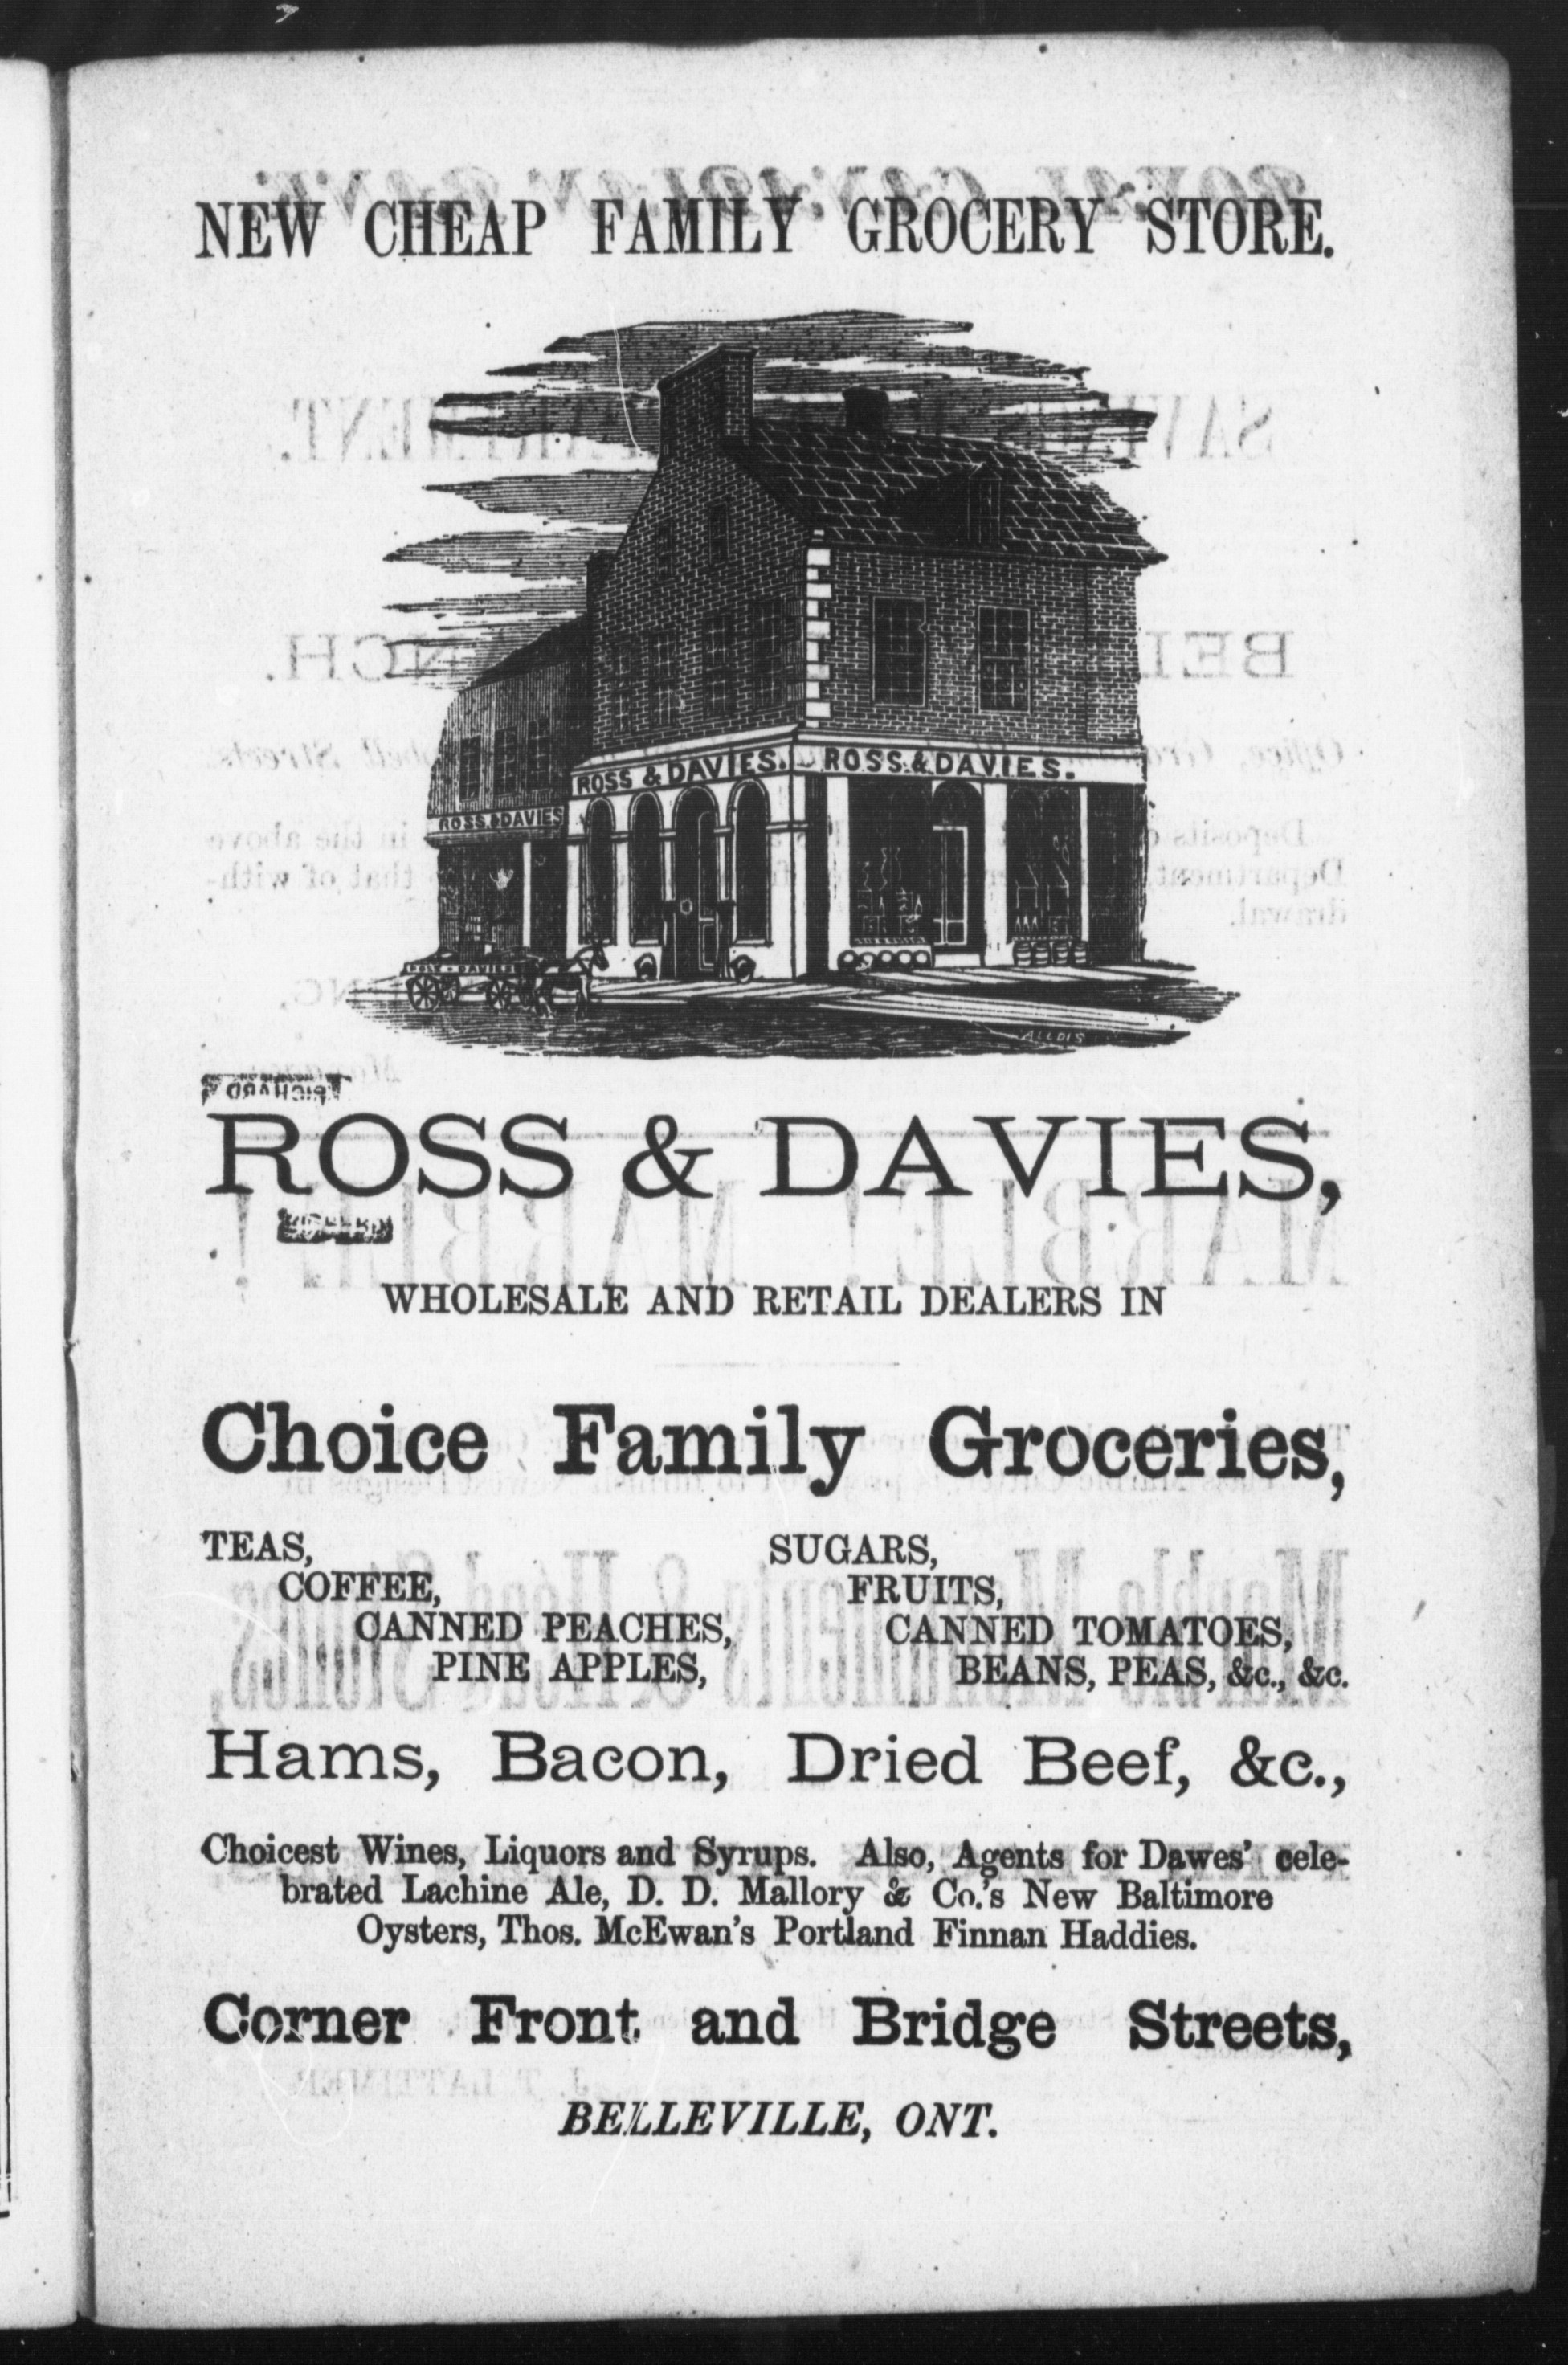 NEW CHEAP FAMILY GROCERY STORE.
ROSS & DAVIES.
ROSS & DAVIES.
ROSS & DAVIES
ALLOIS
ROSS & DAVIES,
WHOLESALE AND RETAIL DEALERS IN
Choice Family Groceries,
TEAS, SUGARS,
COFFEE, FRUITS,
CANNED PEACHES, CANNED TOMATOES,
PINE APPLES, BEANS, PEAS, &c., &c.
Hams, Bacon, Dried Beef, &c.,
Choicest Wines, Liquors and Syrups. Also, Agents for Dawes' cele-
brated Lachine Ale, D. D. Mallory & Co.'s New Baltimore
Oysters, Thos. McEwan's Portland Finnan Haddies.
Corner Front and Bridge Streets,
BELLEVILLE, ONT.